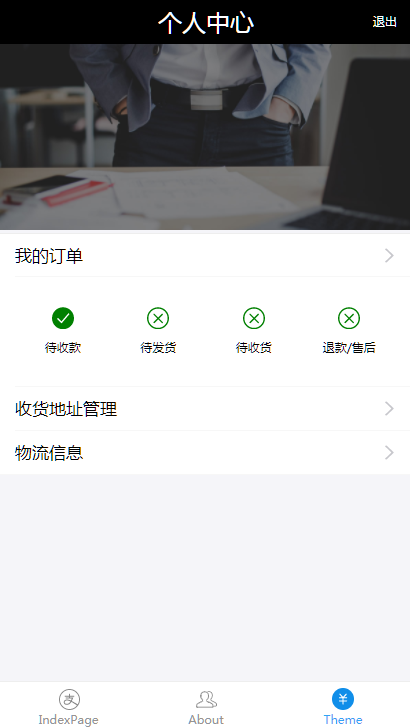 个人中心
退出
我的订单
待收款 待发货 待收货 退款/售后
收货地址管理
物流信息
支 ¥
IndexPage About Theme